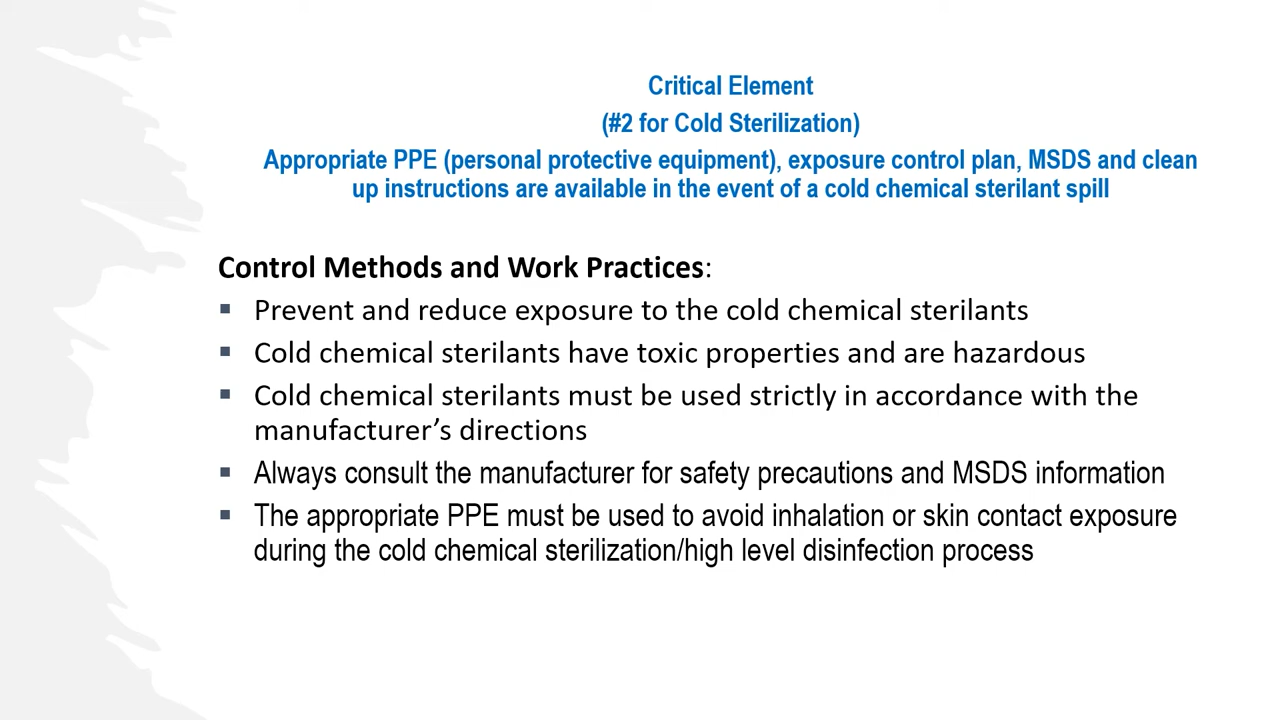 Critical Element
(#2 for Cold Sterilization)
Appropriate PPE (personal protective equipment), exposure control plan, MSDS and clean
up instructions are available in the event of a cold chemical sterilant spill
Control Methods and Work Practices:
▪ Prevent and reduce exposure to the cold chemical sterilants
▪ Cold chemical sterilants have toxic properties and are hazardous
▪ Cold chemical sterilants must be used strictly in accordance with the
manufacturer’s directions
▪ Always consult the manufacturer for safety precautions and MSDS information
▪ The appropriate PPE must be used to avoid inhalation or skin contact exposure
during the cold chemical sterilization/high level disinfection process